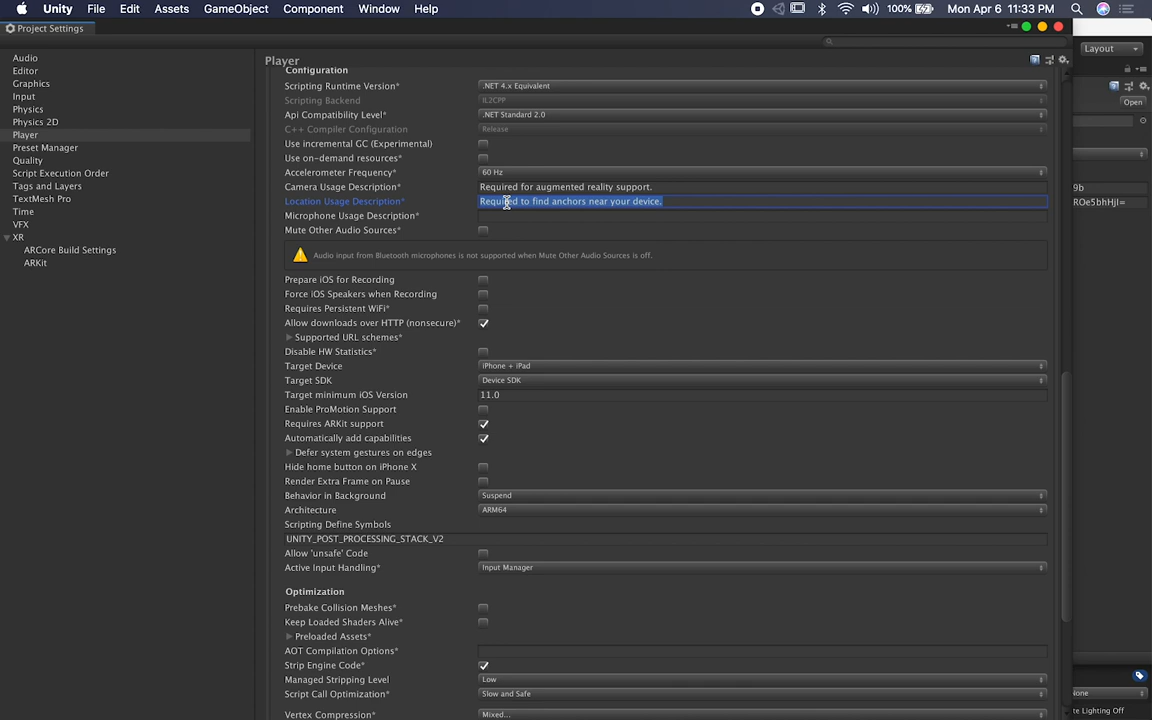 Unity File Edit Assets GameObject Component Window Help 100% Mon Apr 6 11:33 PM
Project Settings
Layout
Player
Open
Audio
Editor
Graphics
Input
Physics
Physics 2D
Player
Preset Manager
Quality
Script Execution Order
Tags and Layers
TextMesh Pro
Time
VFX
XR
ARCore Build Settings
ARKit
Configuration
Scripting Runtime Version* .NET 4.x Equivalent
Scripting Backend IL2CPP
Api Compatibility Level* .NET Standard 2.0
C++ Compiler Configuration Release
Use incremental GC (Experimental)
Use on-demand resources*
Accelerometer Frequency* 60 Hz
Camera Usage Description* Required for augmented reality support.
Location Usage Description* Required to find anchors near your device.
Microphone Usage Description*
Mute Other Audio Sources*
Audio input from Bluetooth microphones is not supported when Mute Other Audio Sources is off.
Prepare iOS for Recording
Force iOS Speakers when Recording
Requires Persistent WiFi*
Allow downloads over HTTP (nonsecure)*
Supported URL schemes*
Disable HW Statistics*
Target Device iPhone + iPad
Target SDK Device SDK
Target minimum iOS Version 11.0
Enable ProMotion Support
Requires ARKit support
Automatically add capabilities
Defer system gestures on edges
Hide home button on iPhone X
Render Extra Frame on Pause
Behavior in Background Suspend
Architecture ARM64
Scripting Define Symbols
UNITY_POST_PROCESSING_STACK_V2
Allow 'unsafe' Code
Active Input Handling* Input Manager
Optimization
Prebake Collision Meshes*
Keep Loaded Shaders Alive*
Preloaded Assets*
AOT Compilation Options*
Strip Engine Code*
Managed Stripping Level Low
Script Call Optimization* Slow and Safe
Vertex Compression* Mixed...
9b
ROe5bhHjI=
None
te Lighting Off